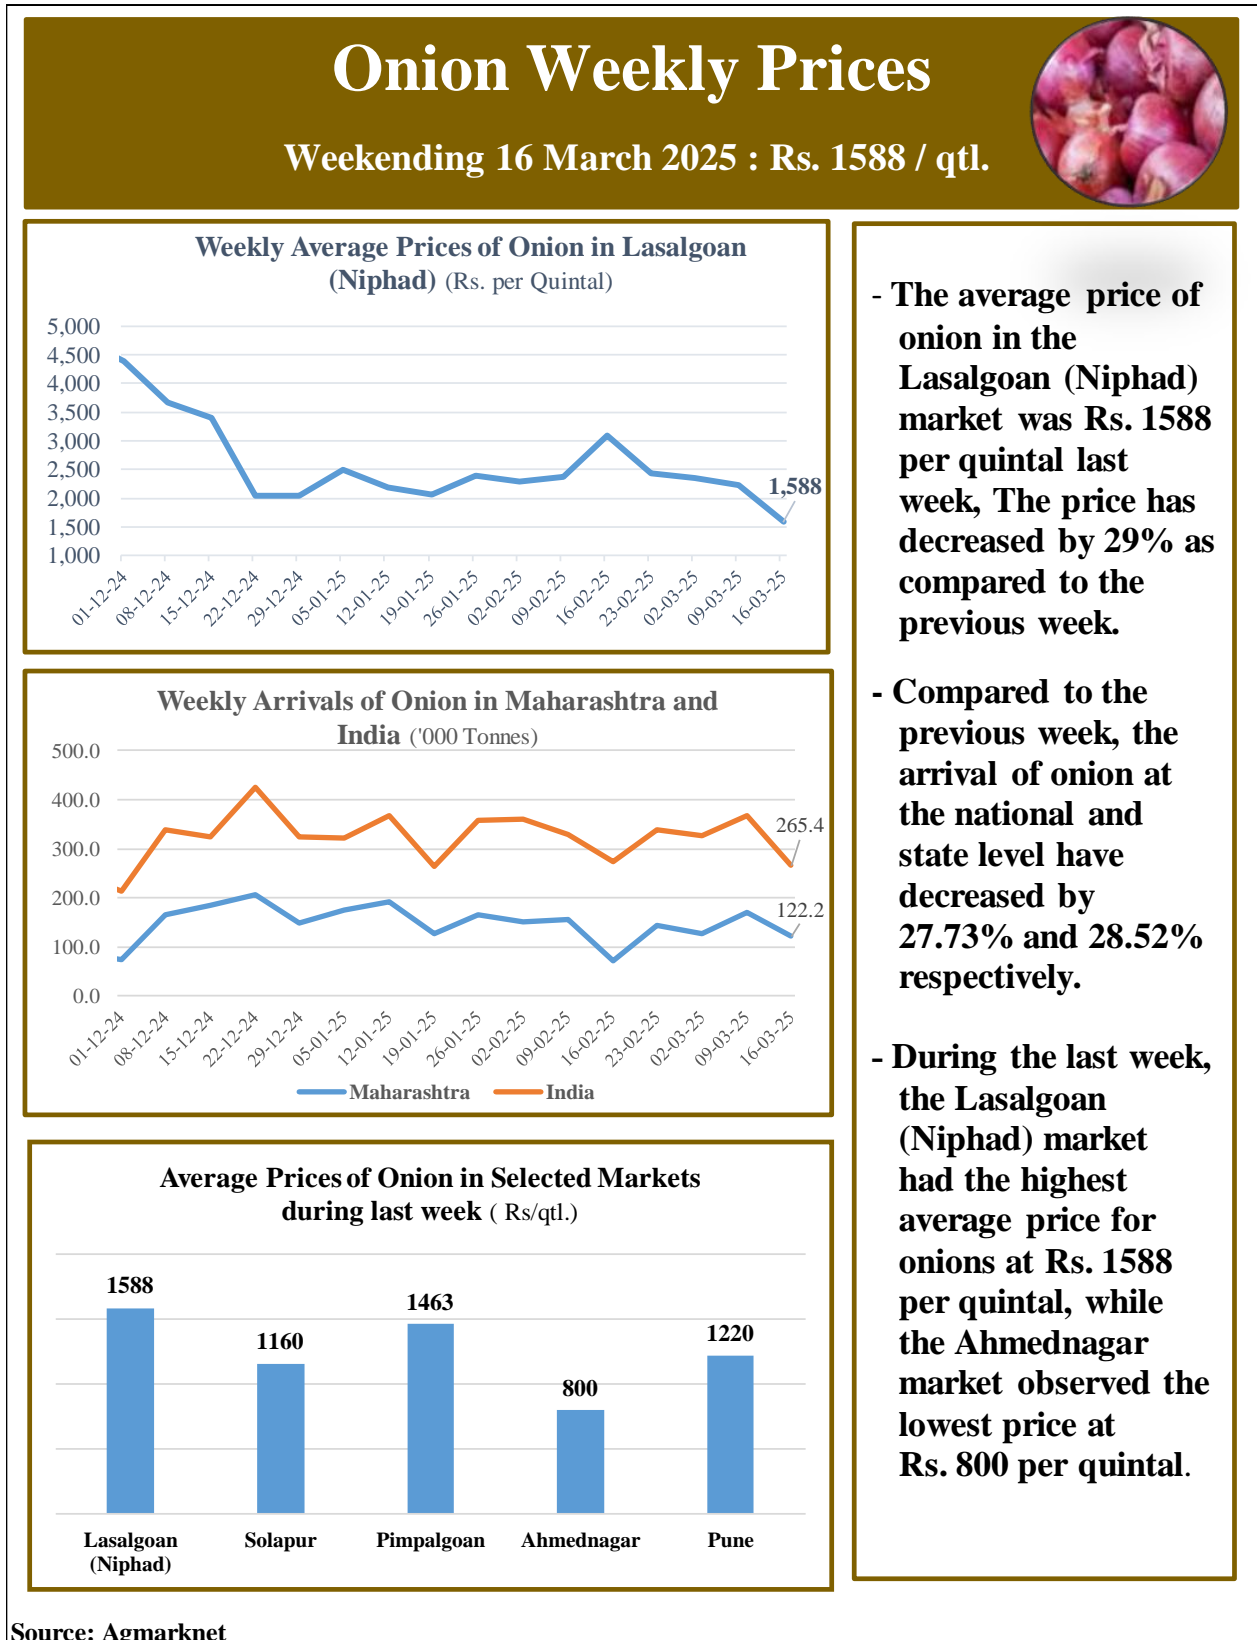 Onion Weekly Prices
Weekending 16 March 2025 : Rs. 1588 / qtl.
Weekly Average Prices of Onion in Lasalgoan
(Niphad) (Rs. per Quintal)
5,000
4,500
4,000
3,500
3,000
2,500
2,000
1,500
1,000
1,588
01-12-24
08-12-24
15-12-24
22-12-24
29-12-24
05-01-25
12-01-25
19-01-25
26-01-25
02-02-25
09-02-25
16-02-25
23-02-25
02-03-25
09-03-25
16-03-25
Weekly Arrivals of Onion in Maharashtra and
India ('000 Tonnes)
500.0
400.0
300.0
200.0
100.0
0.0
265.4
122.2
01-12-24
08-12-24
15-12-24
22-12-24
29-12-24
05-01-25
12-01-25
19-01-25
26-01-25
02-02-25
09-02-25
16-02-25
23-02-25
02-03-25
09-03-25
16-03-25
Maharashtra India
Average Prices of Onion in Selected Markets
during last week ( Rs/qtl.)
1588
1160
1463
800
1220
Lasalgoan
(Niphad)
Solapur
Pimpalgoan
Ahmednagar
Pune
- The average price of
onion in the
Lasalgoan (Niphad)
market was Rs. 1588
per quintal last
week, The price has
decreased by 29% as
compared to the
previous week.
- Compared to the
previous week, the
arrival of onion at
the national and
state level have
decreased by
27.73% and 28.52%
respectively.
- During the last week,
the Lasalgoan
(Niphad) market
had the highest
average price for
onions at Rs. 1588
per quintal, while
the Ahmednagar
market observed the
lowest price at
Rs. 800 per quintal.
Source: Agmarknet